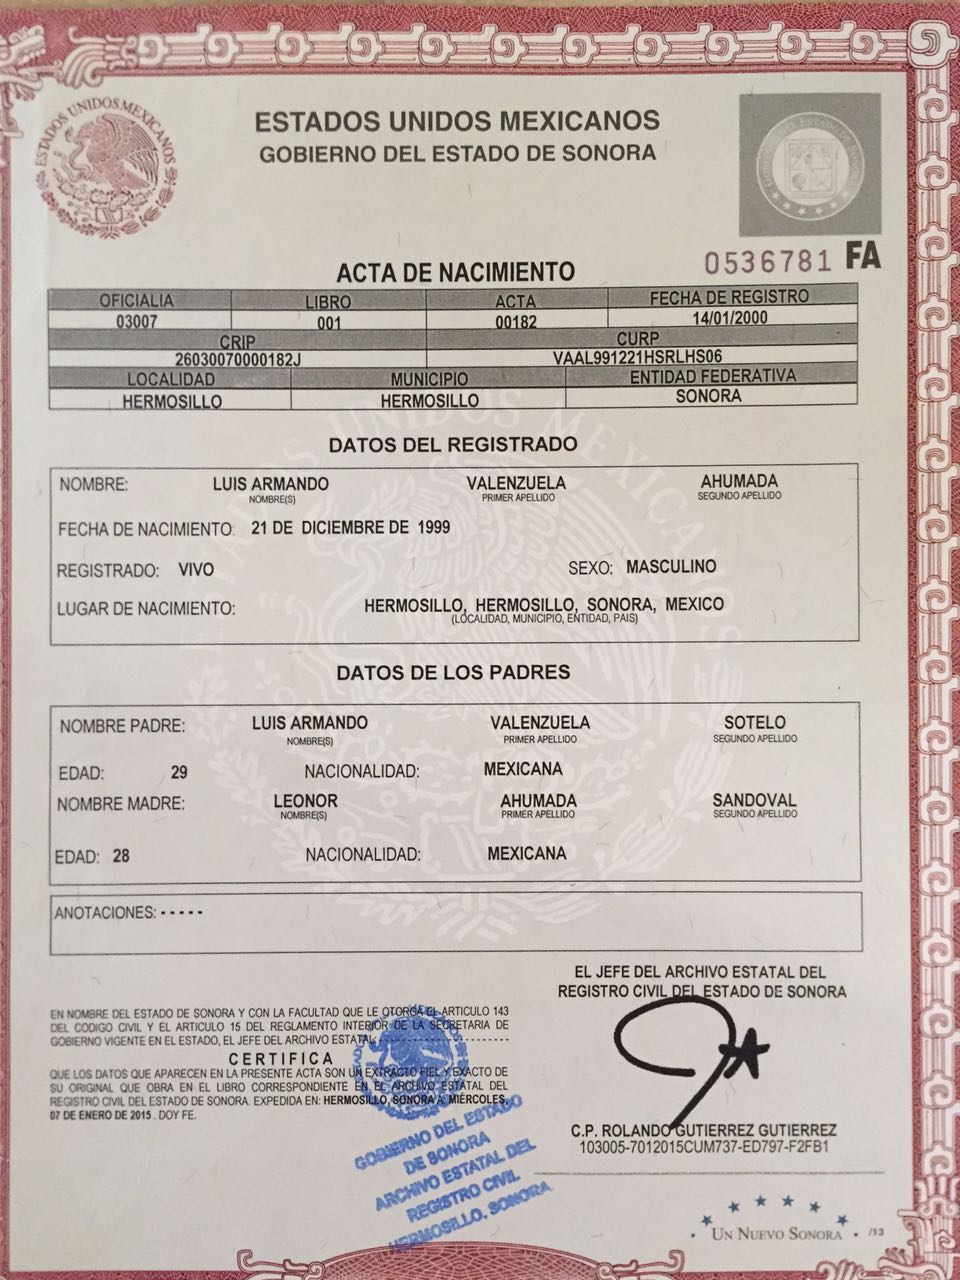 ESTADOS UNIDOS MEXICANOS
ESTADOS UNIDOS MEXICANOS
GOBIERNO DEL ESTADO DE SONORA
0536781 FA
ACTA DE NACIMIENTO
OFICIALIA LIBRO ACTA FECHA DE REGISTRO
03007 001 00182 14/01/2000
CRIP CURP
26030070000182J VAAL991221HSRLHS06
LOCALIDAD MUNICIPIO ENTIDAD FEDERATIVA
HERMOSILLO HERMOSILLO SONORA
DATOS DEL REGISTRADO
NOMBRE: LUIS ARMANDO VALENZUELA AHUMADA
NOMBRE(S) PRIMER APELLIDO SEGUNDO APELLIDO
FECHA DE NACIMIENTO: 21 DE DICIEMBRE DE 1999
REGISTRADO: VIVO SEXO: MASCULINO
LUGAR DE NACIMIENTO: HERMOSILLO, HERMOSILLO, SONORA, MEXICO
(LOCALIDAD, MUNICIPIO, ENTIDAD, PAIS)
DATOS DE LOS PADRES
NOMBRE PADRE: LUIS ARMANDO VALENZUELA SOTELO
NOMBRE(S) PRIMER APELLIDO SEGUNDO APELLIDO
EDAD: 29 NACIONALIDAD: MEXICANA
NOMBRE MADRE: LEONOR AHUMADA SANDOVAL
NOMBRE(S) PRIMER APELLIDO SEGUNDO APELLIDO
EDAD: 28 NACIONALIDAD: MEXICANA
ANOTACIONES: - - - - -
EN NOMBRE DEL ESTADO DE SONORA Y CON LA FACULTAD QUE LE OTORGA EL ARTICULO 143
DEL CODIGO CIVIL Y EL ARTICULO 15 DEL REGLAMENTO INTERIOR DE LA SECRETARIA DE
GOBIERNO VIGENTE EN EL ESTADO, EL JEFE DEL ARCHIVO ESTATAL
CERTIFICA
QUE LOS DATOS QUE APARECEN EN LA PRESENTE ACTA SON UN EXTRACTO FIEL Y EXACTO DE
SU ORIGINAL QUE OBRA EN EL LIBRO CORRESPONDIENTE EN EL ARCHIVO ESTATAL DEL
REGISTRO CIVIL DEL ESTADO DE SONORA. EXPEDIDA EN: HERMOSILLO, SONORA A: MIÉRCOLES,
07 DE ENERO DE 2015. DOY FE.
GOBIERNO DEL ESTADO
DE SONORA
ARCHIVO ESTATAL DEL
REGISTRO CIVIL
HERMOSILLO, SONORA
EL JEFE DEL ARCHIVO ESTATAL DEL
REGISTRO CIVIL DEL ESTADO DE SONORA
C.P. ROLANDO GUTIERREZ GUTIERREZ
103005-7012015CUM737-ED797-F2FB1
UN NUEVO SONORA
/13